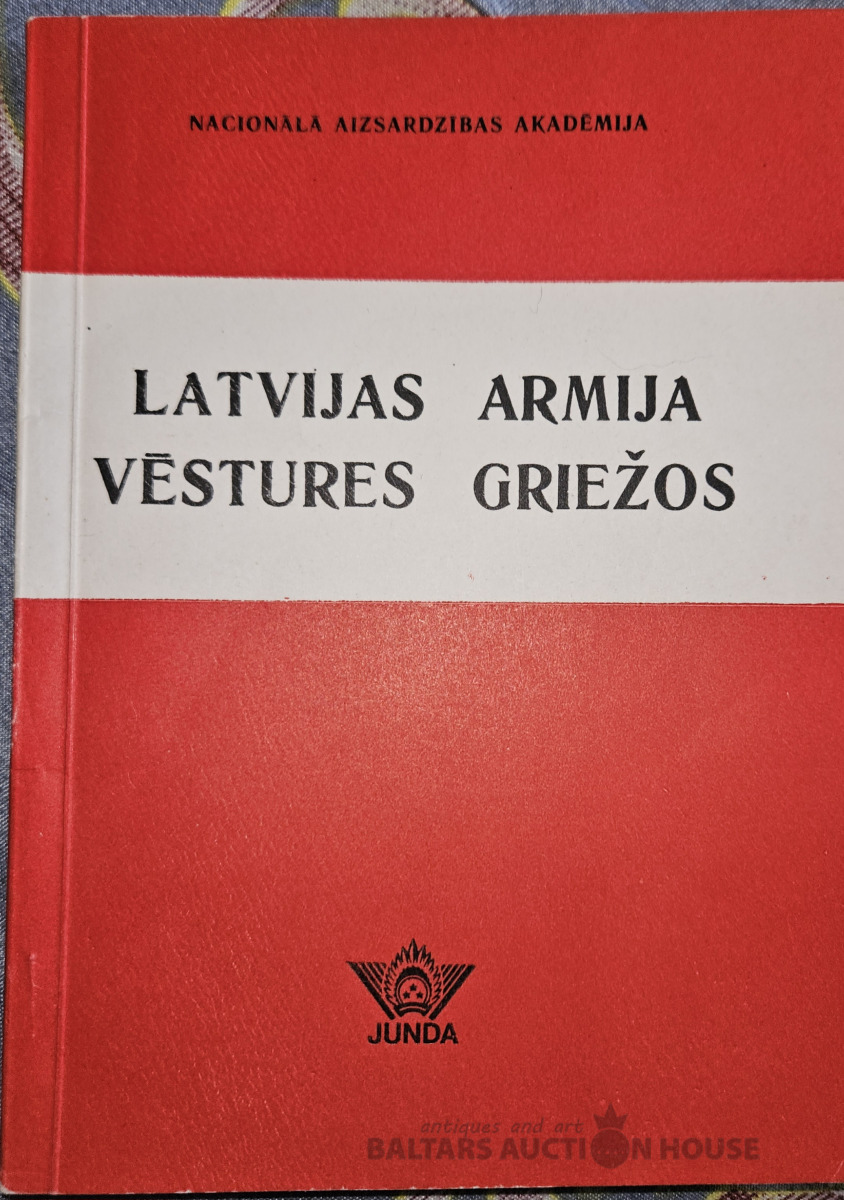 NACIONĀLĀ AIZSARDZĪBAS AKADĒMIJA
LATVIJAS ARMIJA
VĒSTURES GRIEŽOS
JUNDA
antiques and art
BALTARS AUCTION HOUSE